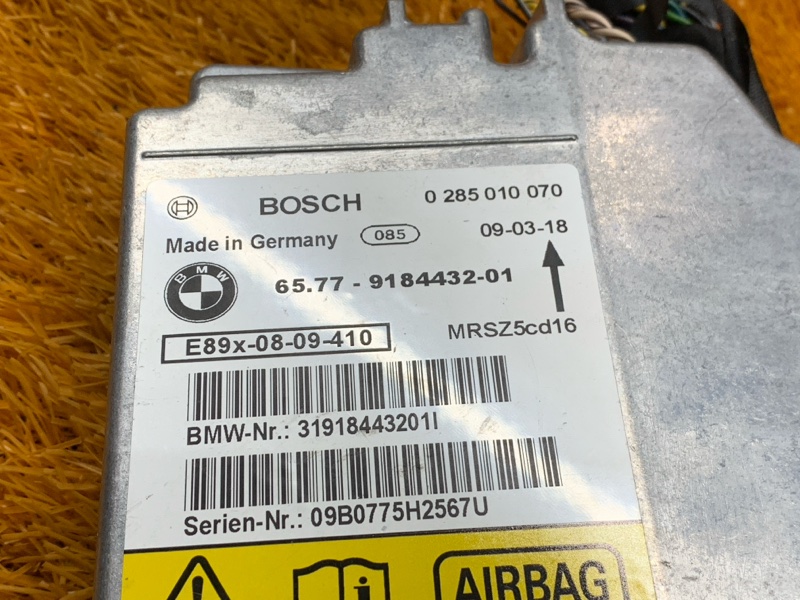 BOSCH 0 285 010 070
Made in Germany 085 09-03-18
BMW 65.77 - 9184432-01
E89x-08-09-410 MRSZ5cd16
BMW-Nr.: 31918443201I
Serien-Nr.: 09B0775H2567U
AIRBAG